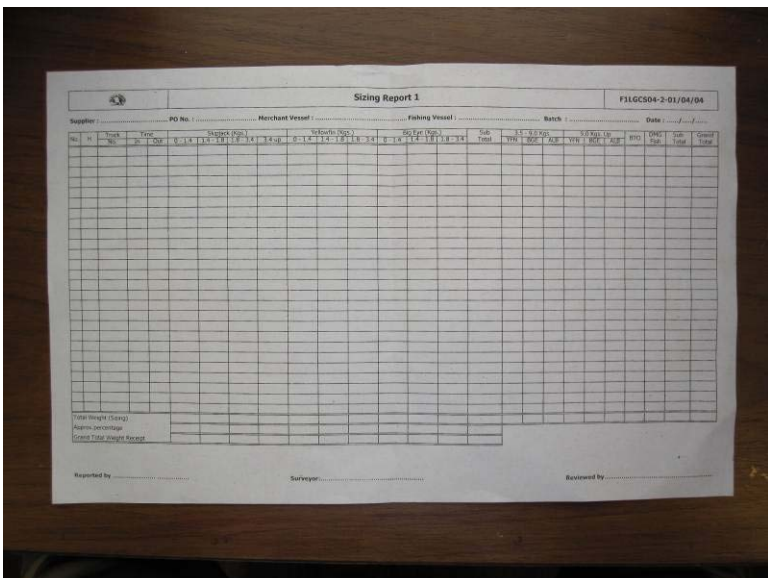 Sizing Report 1
F1LGCS04-2-01/04/04
Supplier : PO No. : Merchant Vessel : Fishing Vessel : Batch : Date : ..../..../.....
No. H Truck No. Time Skipjack (Kgs.) Yellowfin (Kgs.) Big Eye (Kgs.) Sub Total 3.5 - 9.0 Kgs. 9.0 Kgs. Up BTO DMG Fish Sub Total Grand Total
In Out 0 - 1.4 1.4 - 1.8 1.8 - 3.4 3.4 up 0 - 1.4 1.4 - 1.8 1.8 - 3.4 0 - 1.4 1.4 - 1.8 1.8 - 3.4 YFN BGE ALB YFN BGE ALB
Total Weight (Sizing)
Approx percentage
Grand Total Weight Receipt
Reported by Surveyor: Reviewed by